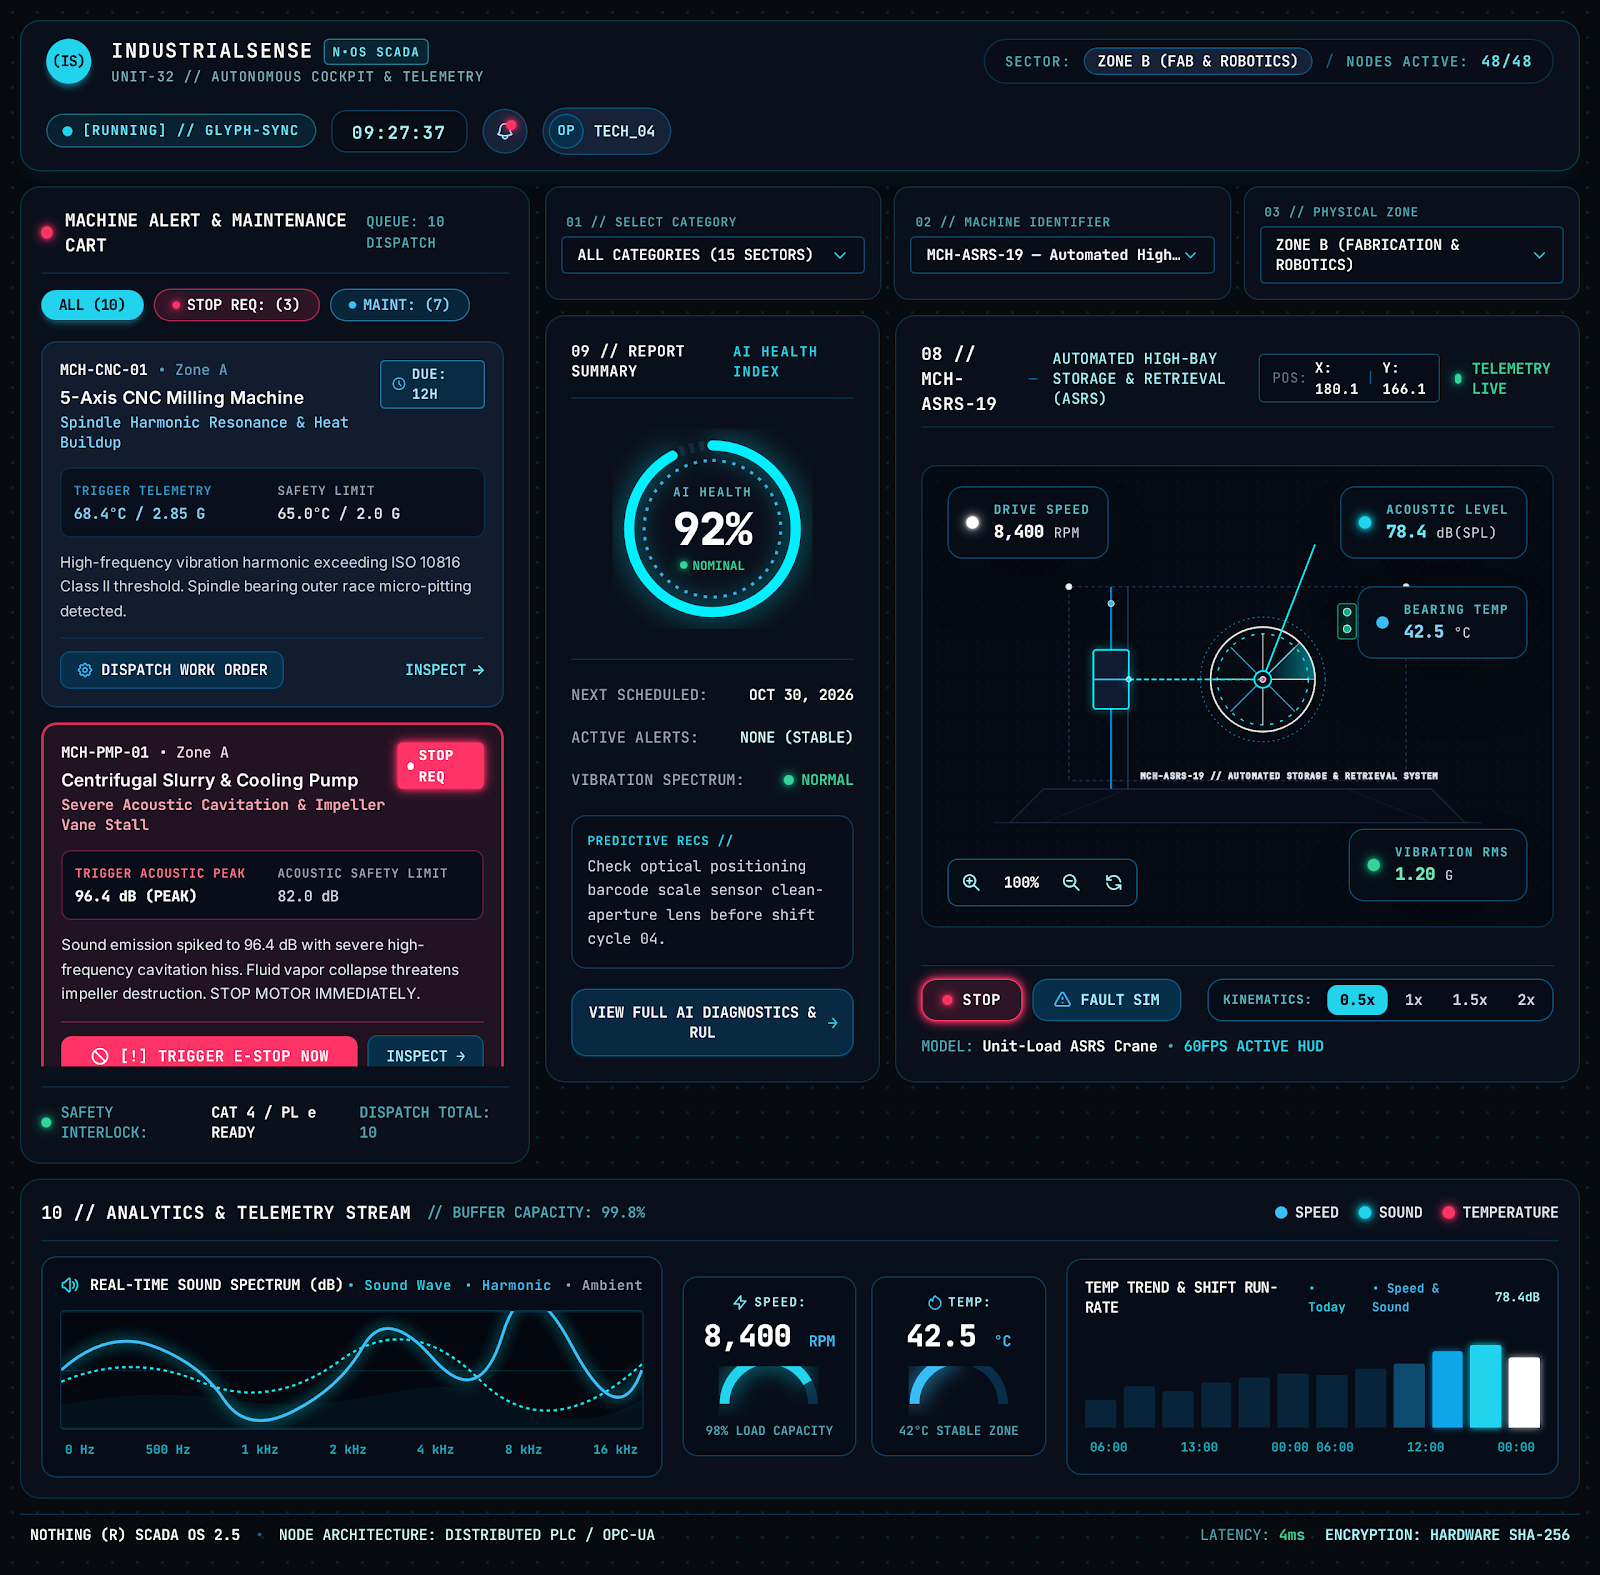 (IS)
INDUSTRIALSENSE
N•OS SCADA
UNIT-32 // AUTONOMOUS COCKPIT & TELEMETRY
SECTOR: ZONE B (FAB & ROBOTICS) / NODES ACTIVE: 48/48
[RUNNING] // GLYPH-SYNC
09:27:37
OP TECH_04
MACHINE ALERT & MAINTENANCE
CART
QUEUE: 10
DISPATCH
ALL (10)
STOP REQ: (3)
MAINT: (7)
MCH-CNC-01 • Zone A
DUE:
12H
5-Axis CNC Milling Machine
Spindle Harmonic Resonance & Heat
Buildup
TRIGGER TELEMETRY
68.4°C / 2.85 G
SAFETY LIMIT
65.0°C / 2.0 G
High-frequency vibration harmonic exceeding ISO 10816
Class II threshold. Spindle bearing outer race micro-pitting
detected.
DISPATCH WORK ORDER
INSPECT →
MCH-PMP-01 • Zone A
STOP
REQ
Centrifugal Slurry & Cooling Pump
Severe Acoustic Cavitation & Impeller
Vane Stall
TRIGGER ACOUSTIC PEAK
96.4 dB (PEAK)
ACOUSTIC SAFETY LIMIT
82.0 dB
Sound emission spiked to 96.4 dB with severe high-
frequency cavitation hiss. Fluid vapor collapse threatens
impeller destruction. STOP MOTOR IMMEDIATELY.
[!] TRIGGER E-STOP NOW
INSPECT →
SAFETY
INTERLOCK:
CAT 4 / PL e
READY
DISPATCH TOTAL:
10
01 // SELECT CATEGORY
ALL CATEGORIES (15 SECTORS)
02 // MACHINE IDENTIFIER
MCH-ASRS-19 — Automated High…
03 // PHYSICAL ZONE
ZONE B (FABRICATION &
ROBOTICS)
09 // REPORT
SUMMARY
AI HEALTH
INDEX
AI HEALTH
92%
NOMINAL
NEXT SCHEDULED: OCT 30, 2026
ACTIVE ALERTS: NONE (STABLE)
VIBRATION SPECTRUM: NORMAL
PREDICTIVE RECS //
Check optical positioning
barcode scale sensor clean-
aperture lens before shift
cycle 04.
VIEW FULL AI DIAGNOSTICS &
RUL →
08 //
MCH-
ASRS-19
—
AUTOMATED HIGH-BAY
STORAGE & RETRIEVAL
(ASRS)
POS: X:
180.1 | Y:
166.1
TELEMETRY
LIVE
DRIVE SPEED
8,400 RPM
ACOUSTIC LEVEL
78.4 dB(SPL)
BEARING TEMP
42.5 °C
MCH-ASRS-19 // AUTOMATED STORAGE & RETRIEVAL SYSTEM
VIBRATION RMS
1.20 G
100%
STOP
FAULT SIM
KINEMATICS: 0.5x 1x 1.5x 2x
MODEL: Unit-Load ASRS Crane • 60FPS ACTIVE HUD
10 // ANALYTICS & TELEMETRY STREAM // BUFFER CAPACITY: 99.8%
SPEED SOUND TEMPERATURE
REAL-TIME SOUND SPECTRUM (dB) • Sound Wave • Harmonic • Ambient
0 Hz 500 Hz 1 kHz 2 kHz 4 kHz 8 kHz 16 kHz
SPEED:
8,400 RPM
98% LOAD CAPACITY
TEMP:
42.5 °C
42°C STABLE ZONE
TEMP TREND & SHIFT RUN-
RATE
•
Today
• Speed &
Sound
78.4dB
06:00 13:00 00:00 06:00 12:00 00:00
NOTHING (R) SCADA OS 2.5 • NODE ARCHITECTURE: DISTRIBUTED PLC / OPC-UA
LATENCY: 4ms ENCRYPTION: HARDWARE SHA-256